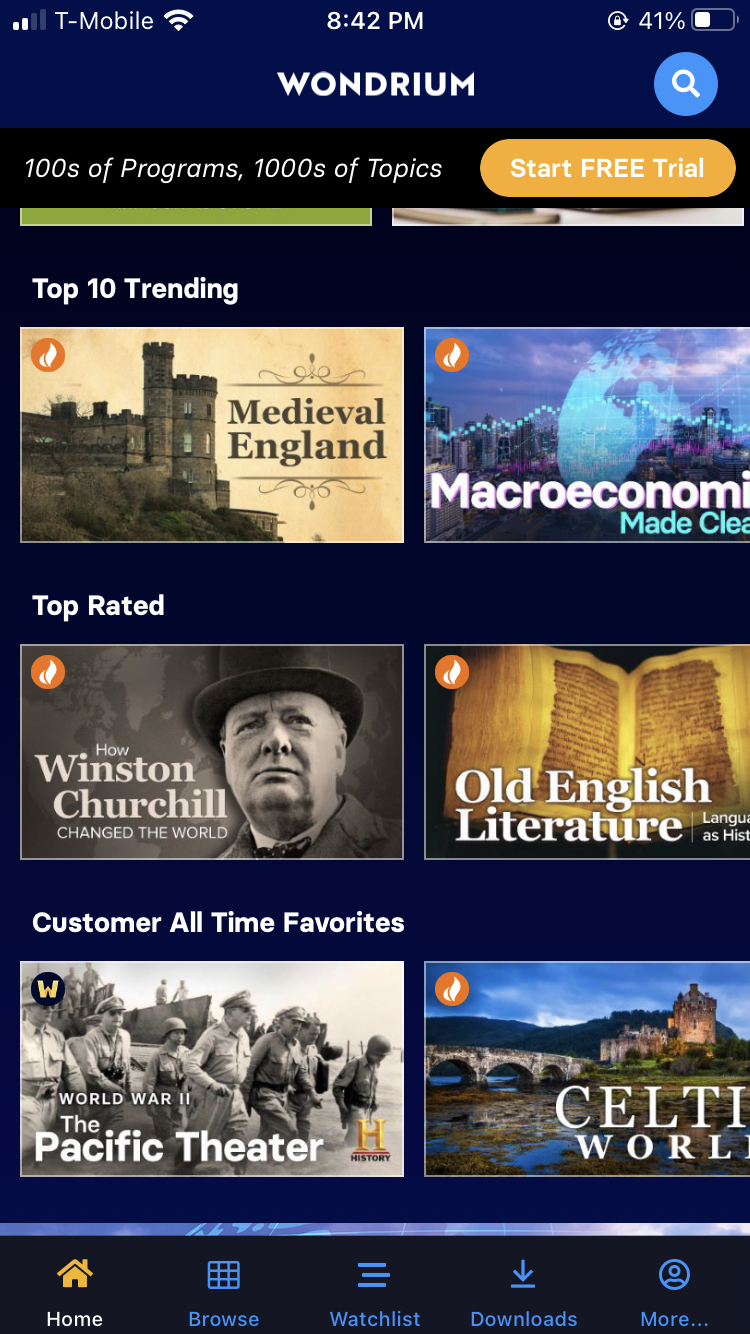 T-Mobile 8:42 PM 41%
WONDRIUM
100s of Programs, 1000s of Topics Start FREE Trial
Top 10 Trending
Medieval
England
Macroeconomi
Made Clea
Top Rated
How
Winston
Churchill
CHANGED THE WORLD
Old English
Literature
Langua
as Hist
Customer All Time Favorites
W
WORLD WAR II
The
Pacific Theater
H
HISTORY
CELTI
WORL
Home Browse Watchlist Downloads More...